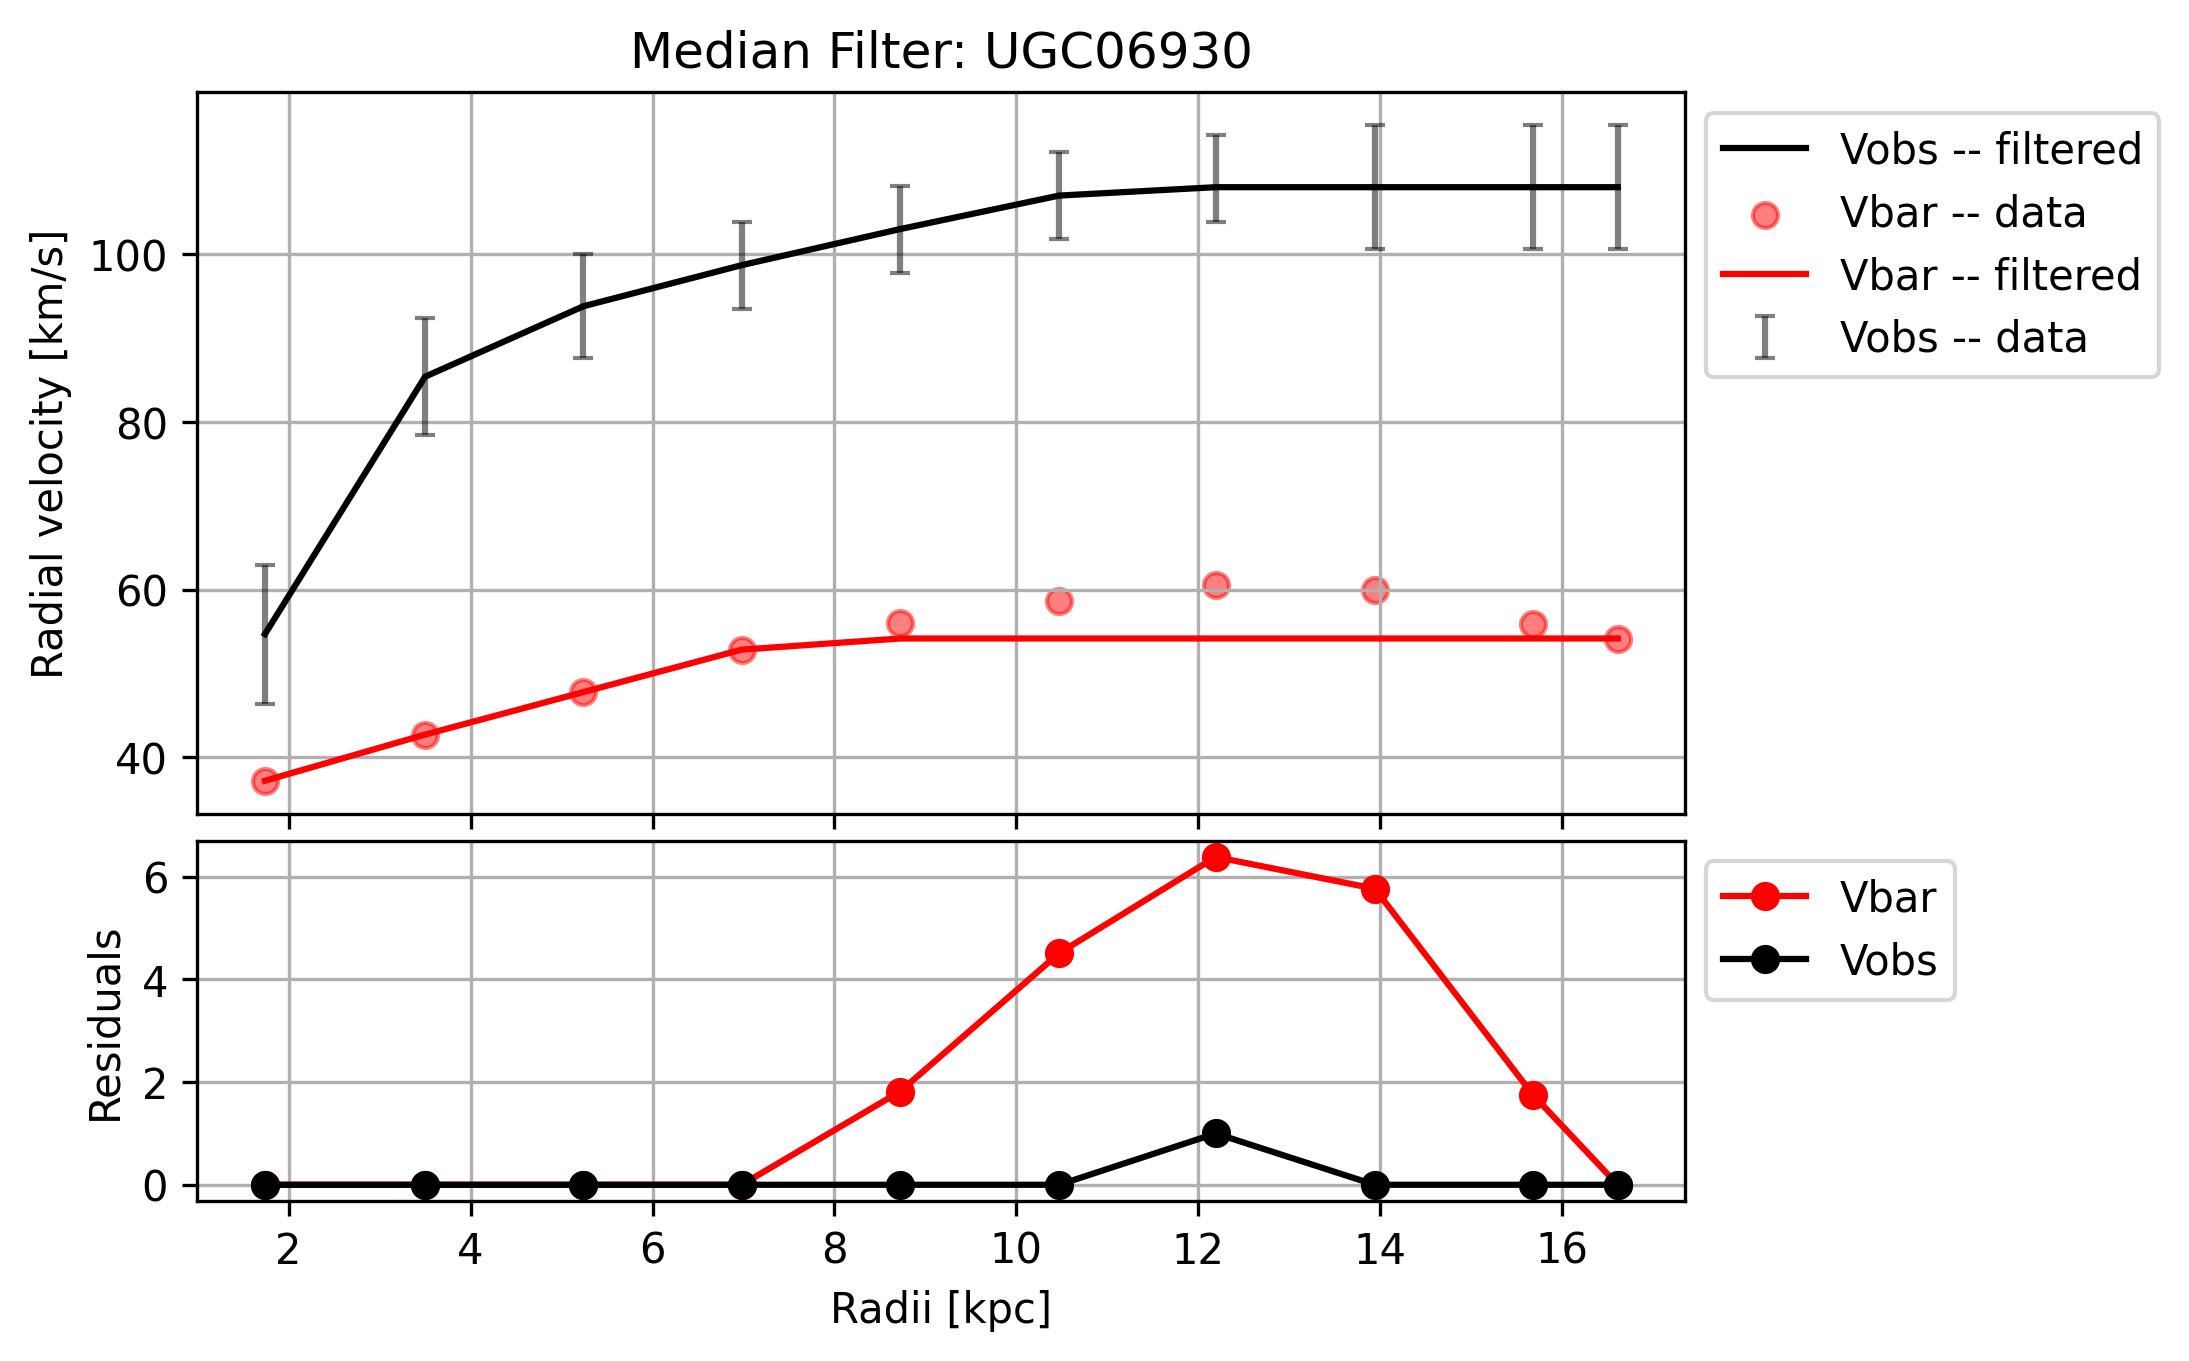 Median Filter: UGC06930
Radial velocity [km/s]
100
80
60
40
Vobs -- filtered
Vbar -- data
Vbar -- filtered
Vobs -- data
Residuals
6
4
2
0
Vbar
Vobs
2 4 6 8 10 12 14 16
Radii [kpc]